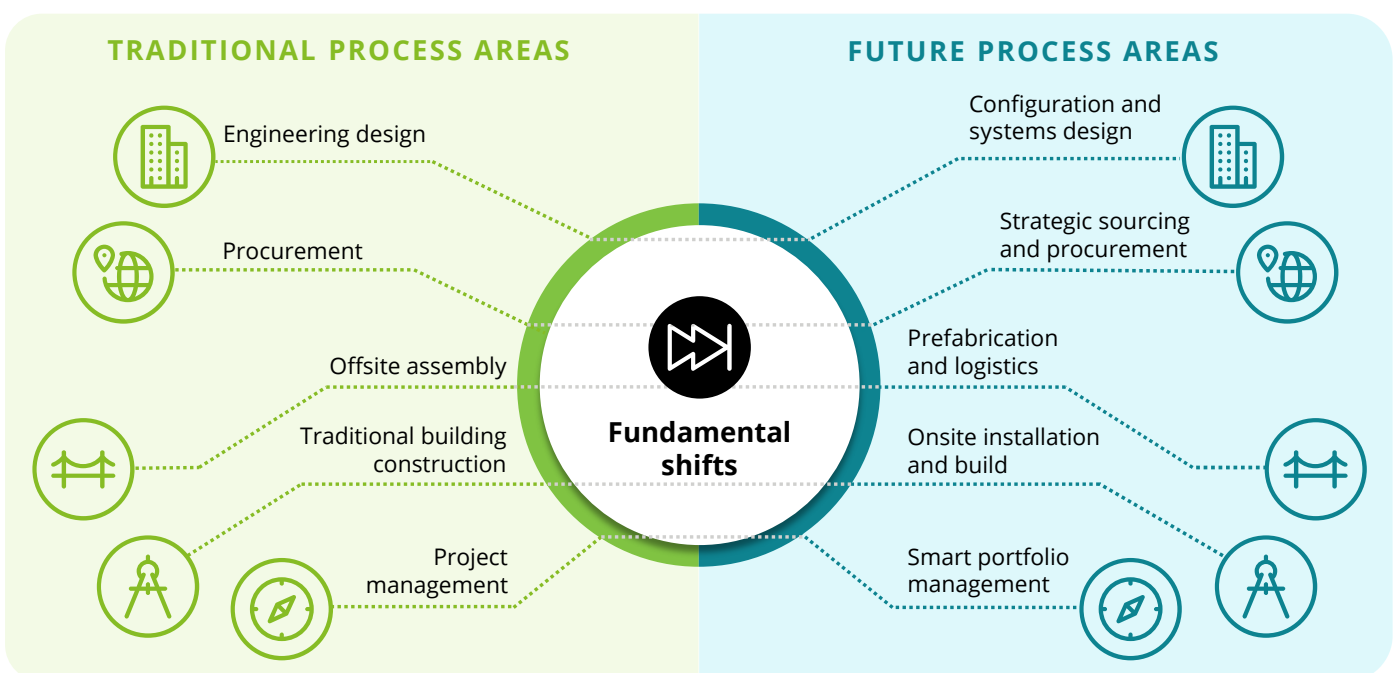 TRADITIONAL PROCESS AREAS
Engineering design
Procurement
Offsite assembly
Traditional building
construction
Project
management
Fundamental
shifts
FUTURE PROCESS AREAS
Configuration and
systems design
Strategic sourcing
and procurement
Prefabrication
and logistics
Onsite installation
and build
Smart portfolio
management